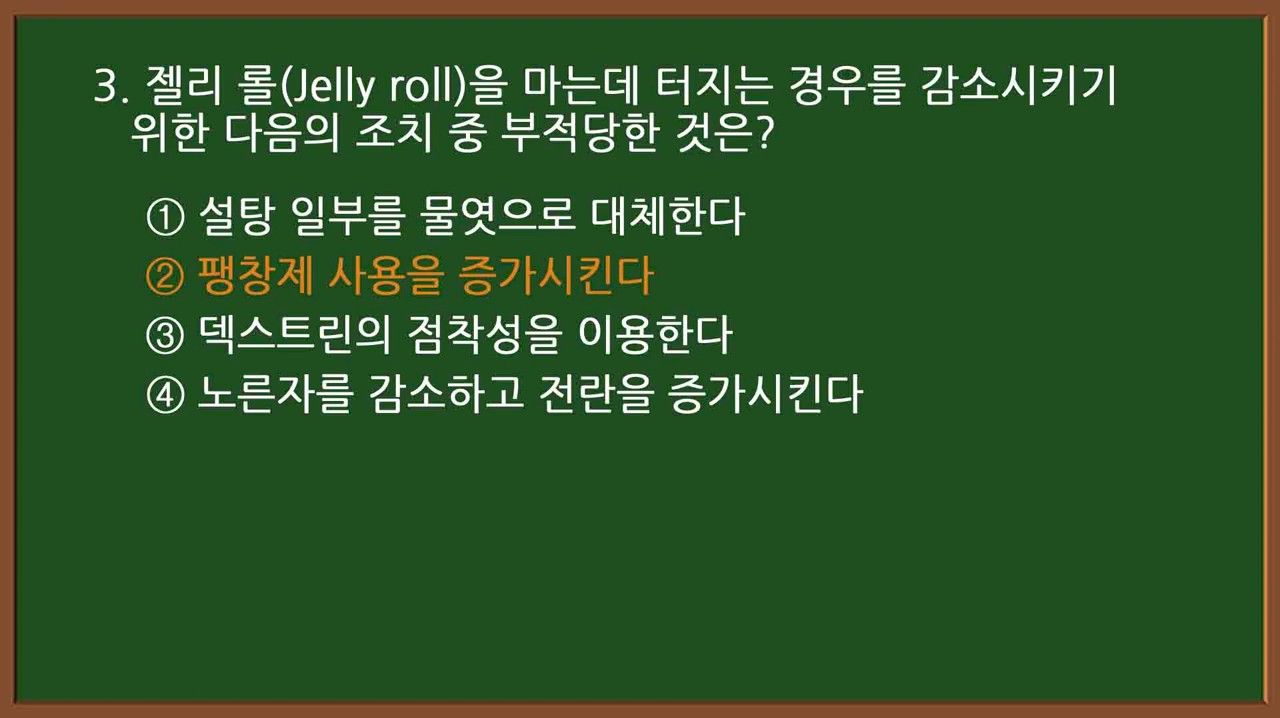 3. 젤리 롤(Jelly roll)을 마는데 터지는 경우를 감소시키기
위한 다음의 조치 중 부적당한 것은?
① 설탕 일부를 물엿으로 대체한다
② 팽창제 사용을 증가시킨다
③ 덱스트린의 점착성을 이용한다
④ 노른자를 감소하고 전란을 증가시킨다